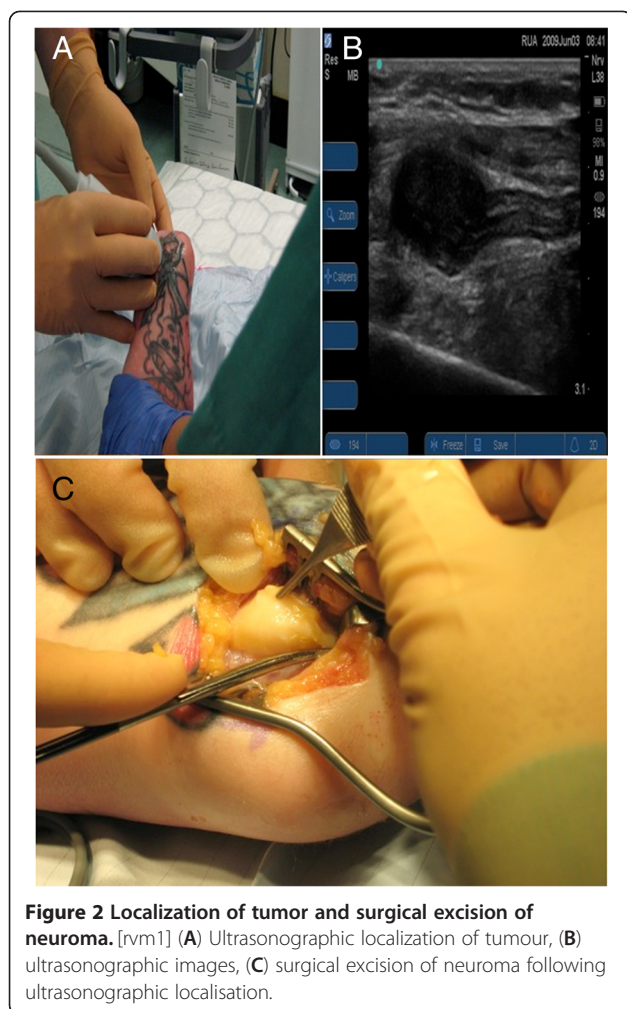 A
B
RUA 2009Jun03 08:41
Res
S MB
Nrv
L38
98%
MI
0.9
194
Zoom
Calipers
3.1
194 Freeze Save 2D
C
Figure 2 Localization of tumor and surgical excision of
neuroma. [rvm1] (A) Ultrasonographic localization of tumour, (B)
ultrasonographic images, (C) surgical excision of neuroma following
ultrasonographic localisation.